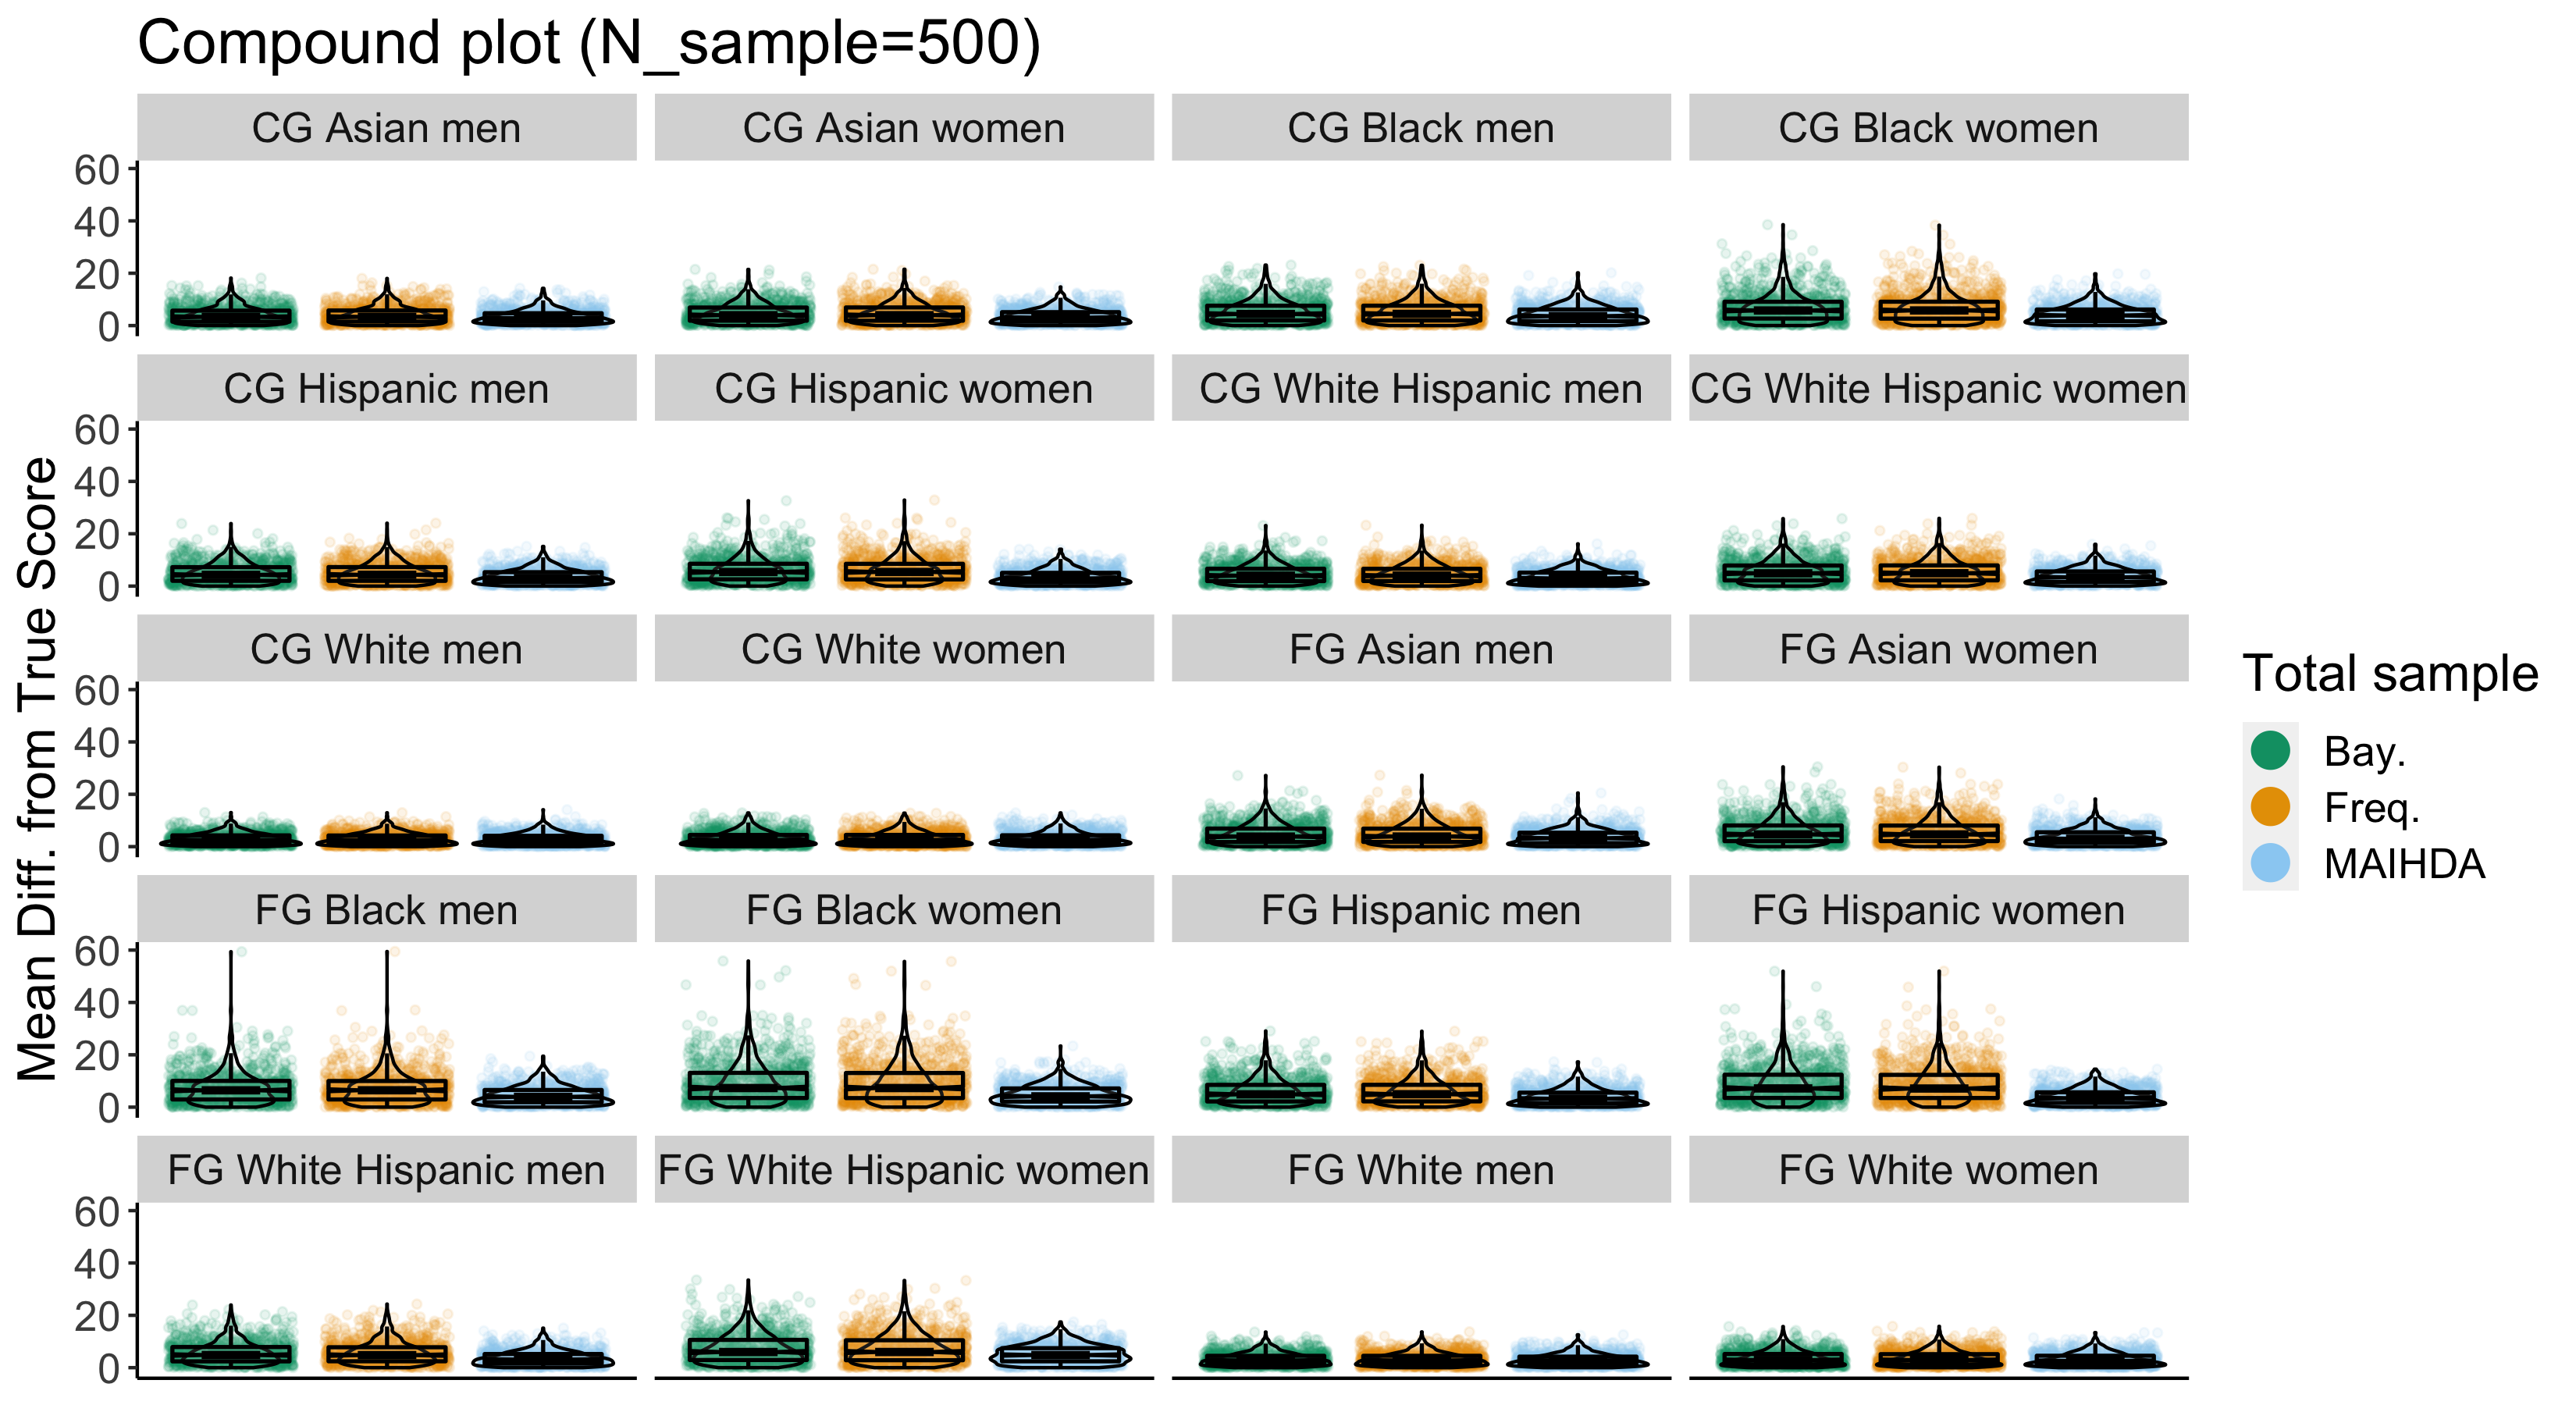 Compound plot (N_sample=500)
CG Asian men
CG Asian women
CG Black men
CG Black women
60
40
20
0
CG Hispanic men
CG Hispanic women
CG White Hispanic men
CG White Hispanic women
60
40
20
0
CG White men
CG White women
FG Asian men
FG Asian women
60
40
20
0
FG Black men
FG Black women
FG Hispanic men
FG Hispanic women
60
40
20
0
FG White Hispanic men
FG White Hispanic women
FG White men
FG White women
60
40
20
0
Mean Diff. from True Score
Total sample
Bay.
Freq.
MAIHDA